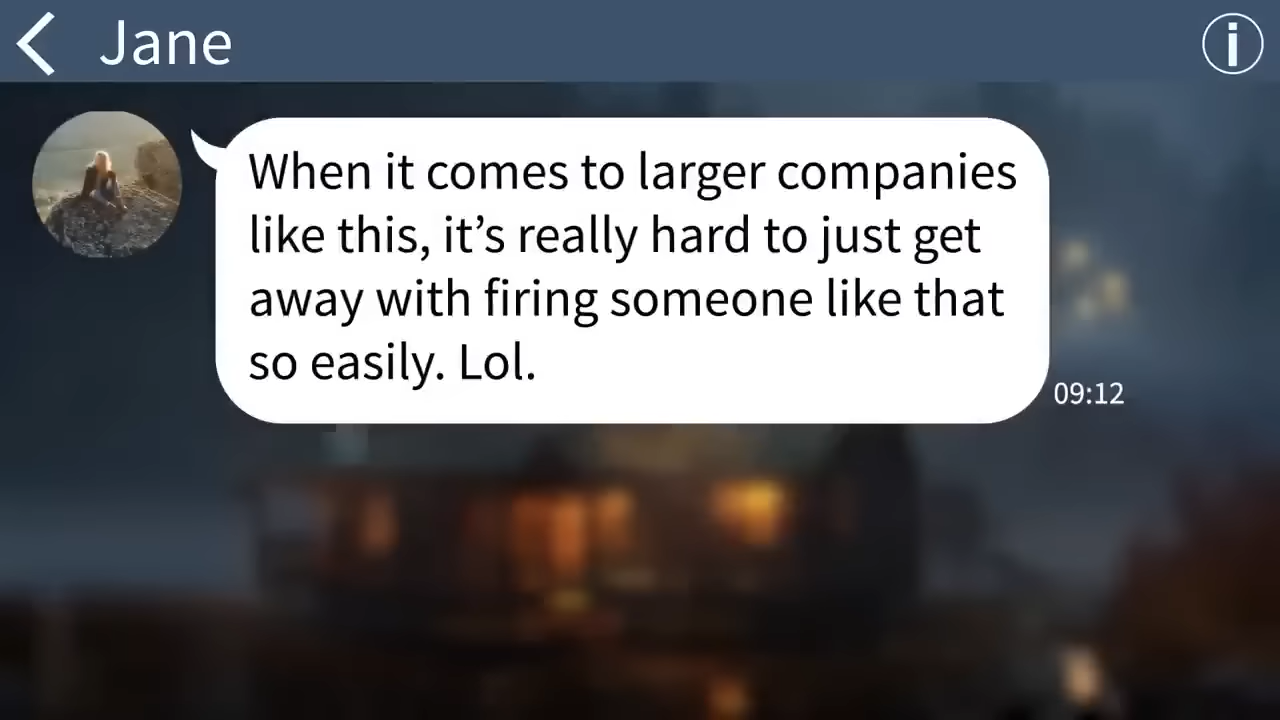 Jane
When it comes to larger companies
like this, it’s really hard to just get
away with firing someone like that
so easily. Lol.
09:12